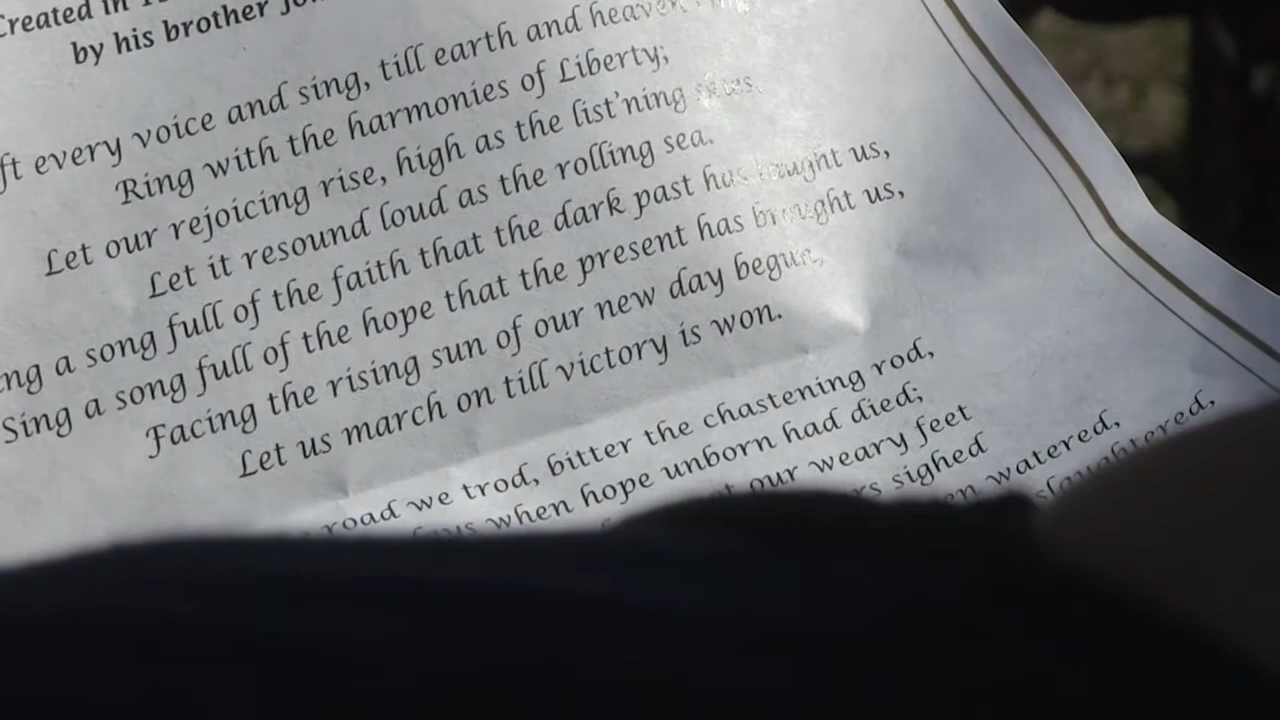 Created in
by his brother
every voice and sing, till earth and heaven
Ring with the harmonies of Liberty;
Let our rejoicing rise, high as the list'ning skies,
Let it resound loud as the rolling sea.
a song full of the faith that the dark past has taught us,
Sing a song full of the hope that the present has brought us,
Facing the rising sun of our new day begun,
Let us march on till victory is won.
road we trod, bitter the chastening rod,
when hope unborn had died;
our weary feet
sighed
watered,
slaughtered,